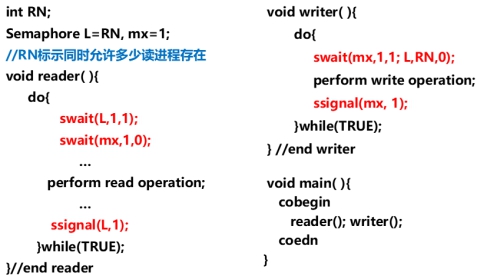 int RN;
Semaphore L=RN, mx=1;
//RN标示同时允许多少读进程存在
void reader( ){
do{
swait(L,1,1);
swait(mx,1,0);
...
perform read operation;
...
ssignal(L,1);
}while(TRUE);
}//end reader
void writer( ){
do{
swait(mx,1,1; L,RN,0);
perform write operation;
ssignal(mx, 1);
}while(TRUE);
} //end writer
void main( ){
cobegin
reader(); writer();
coedn
}